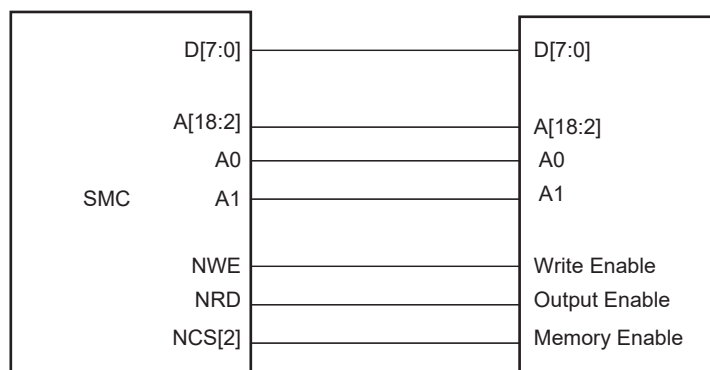 D[7:0] D[7:0]
A[18:2] A[18:2]
A0 A0
SMC A1 A1
NWE Write Enable
NRD Output Enable
NCS[2] Memory Enable